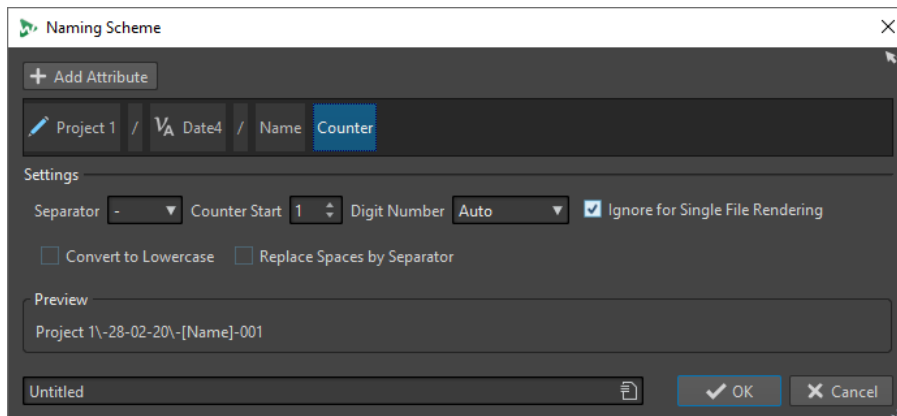 Naming Scheme
Add Attribute
Project 1 / VA Date4 / Name Counter
Settings
Separator - Counter Start 1 Digit Number Auto Ignore for Single File Rendering
Convert to Lowercase Replace Spaces by Separator
Preview
Project 1\-28-02-20\-[Name]-001
Untitled OK Cancel